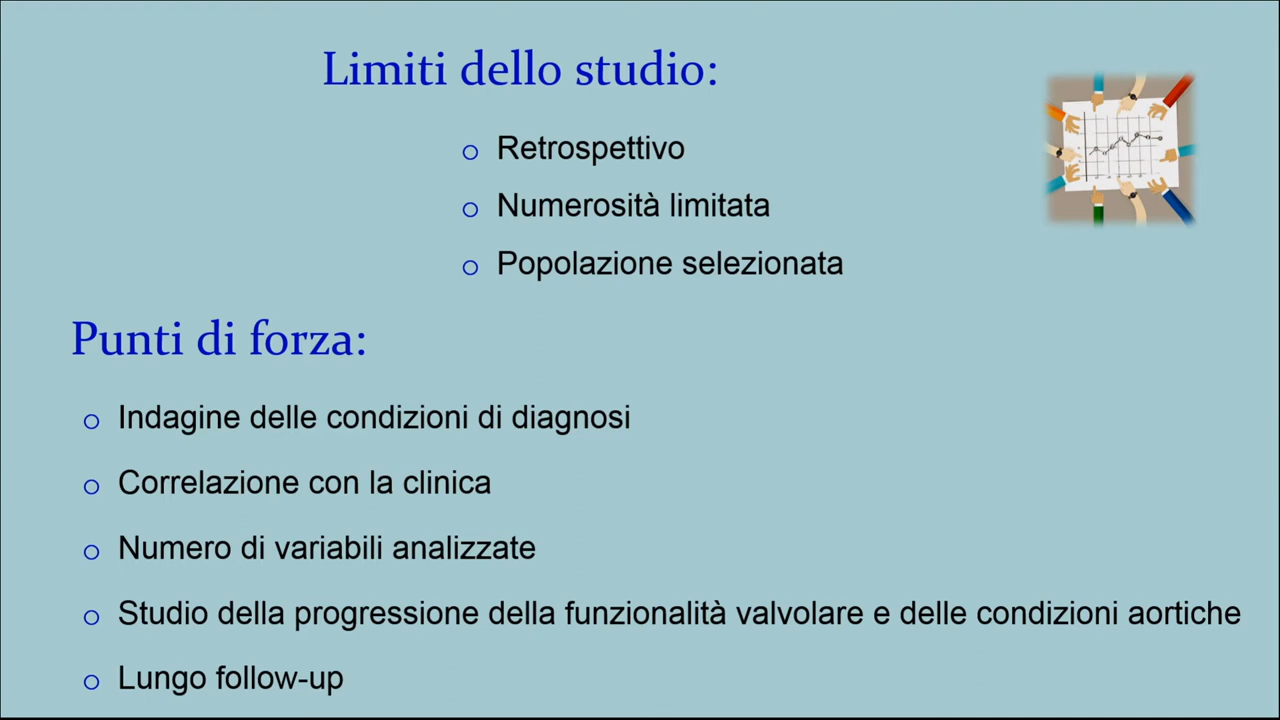 Limiti dello studio:
Retrospettivo
Numerosità limitata
Popolazione selezionata
Punti di forza:
Indagine delle condizioni di diagnosi
Correlazione con la clinica
Numero di variabili analizzate
Studio della progressione della funzionalità valvolare e delle condizioni aortiche
Lungo follow-up